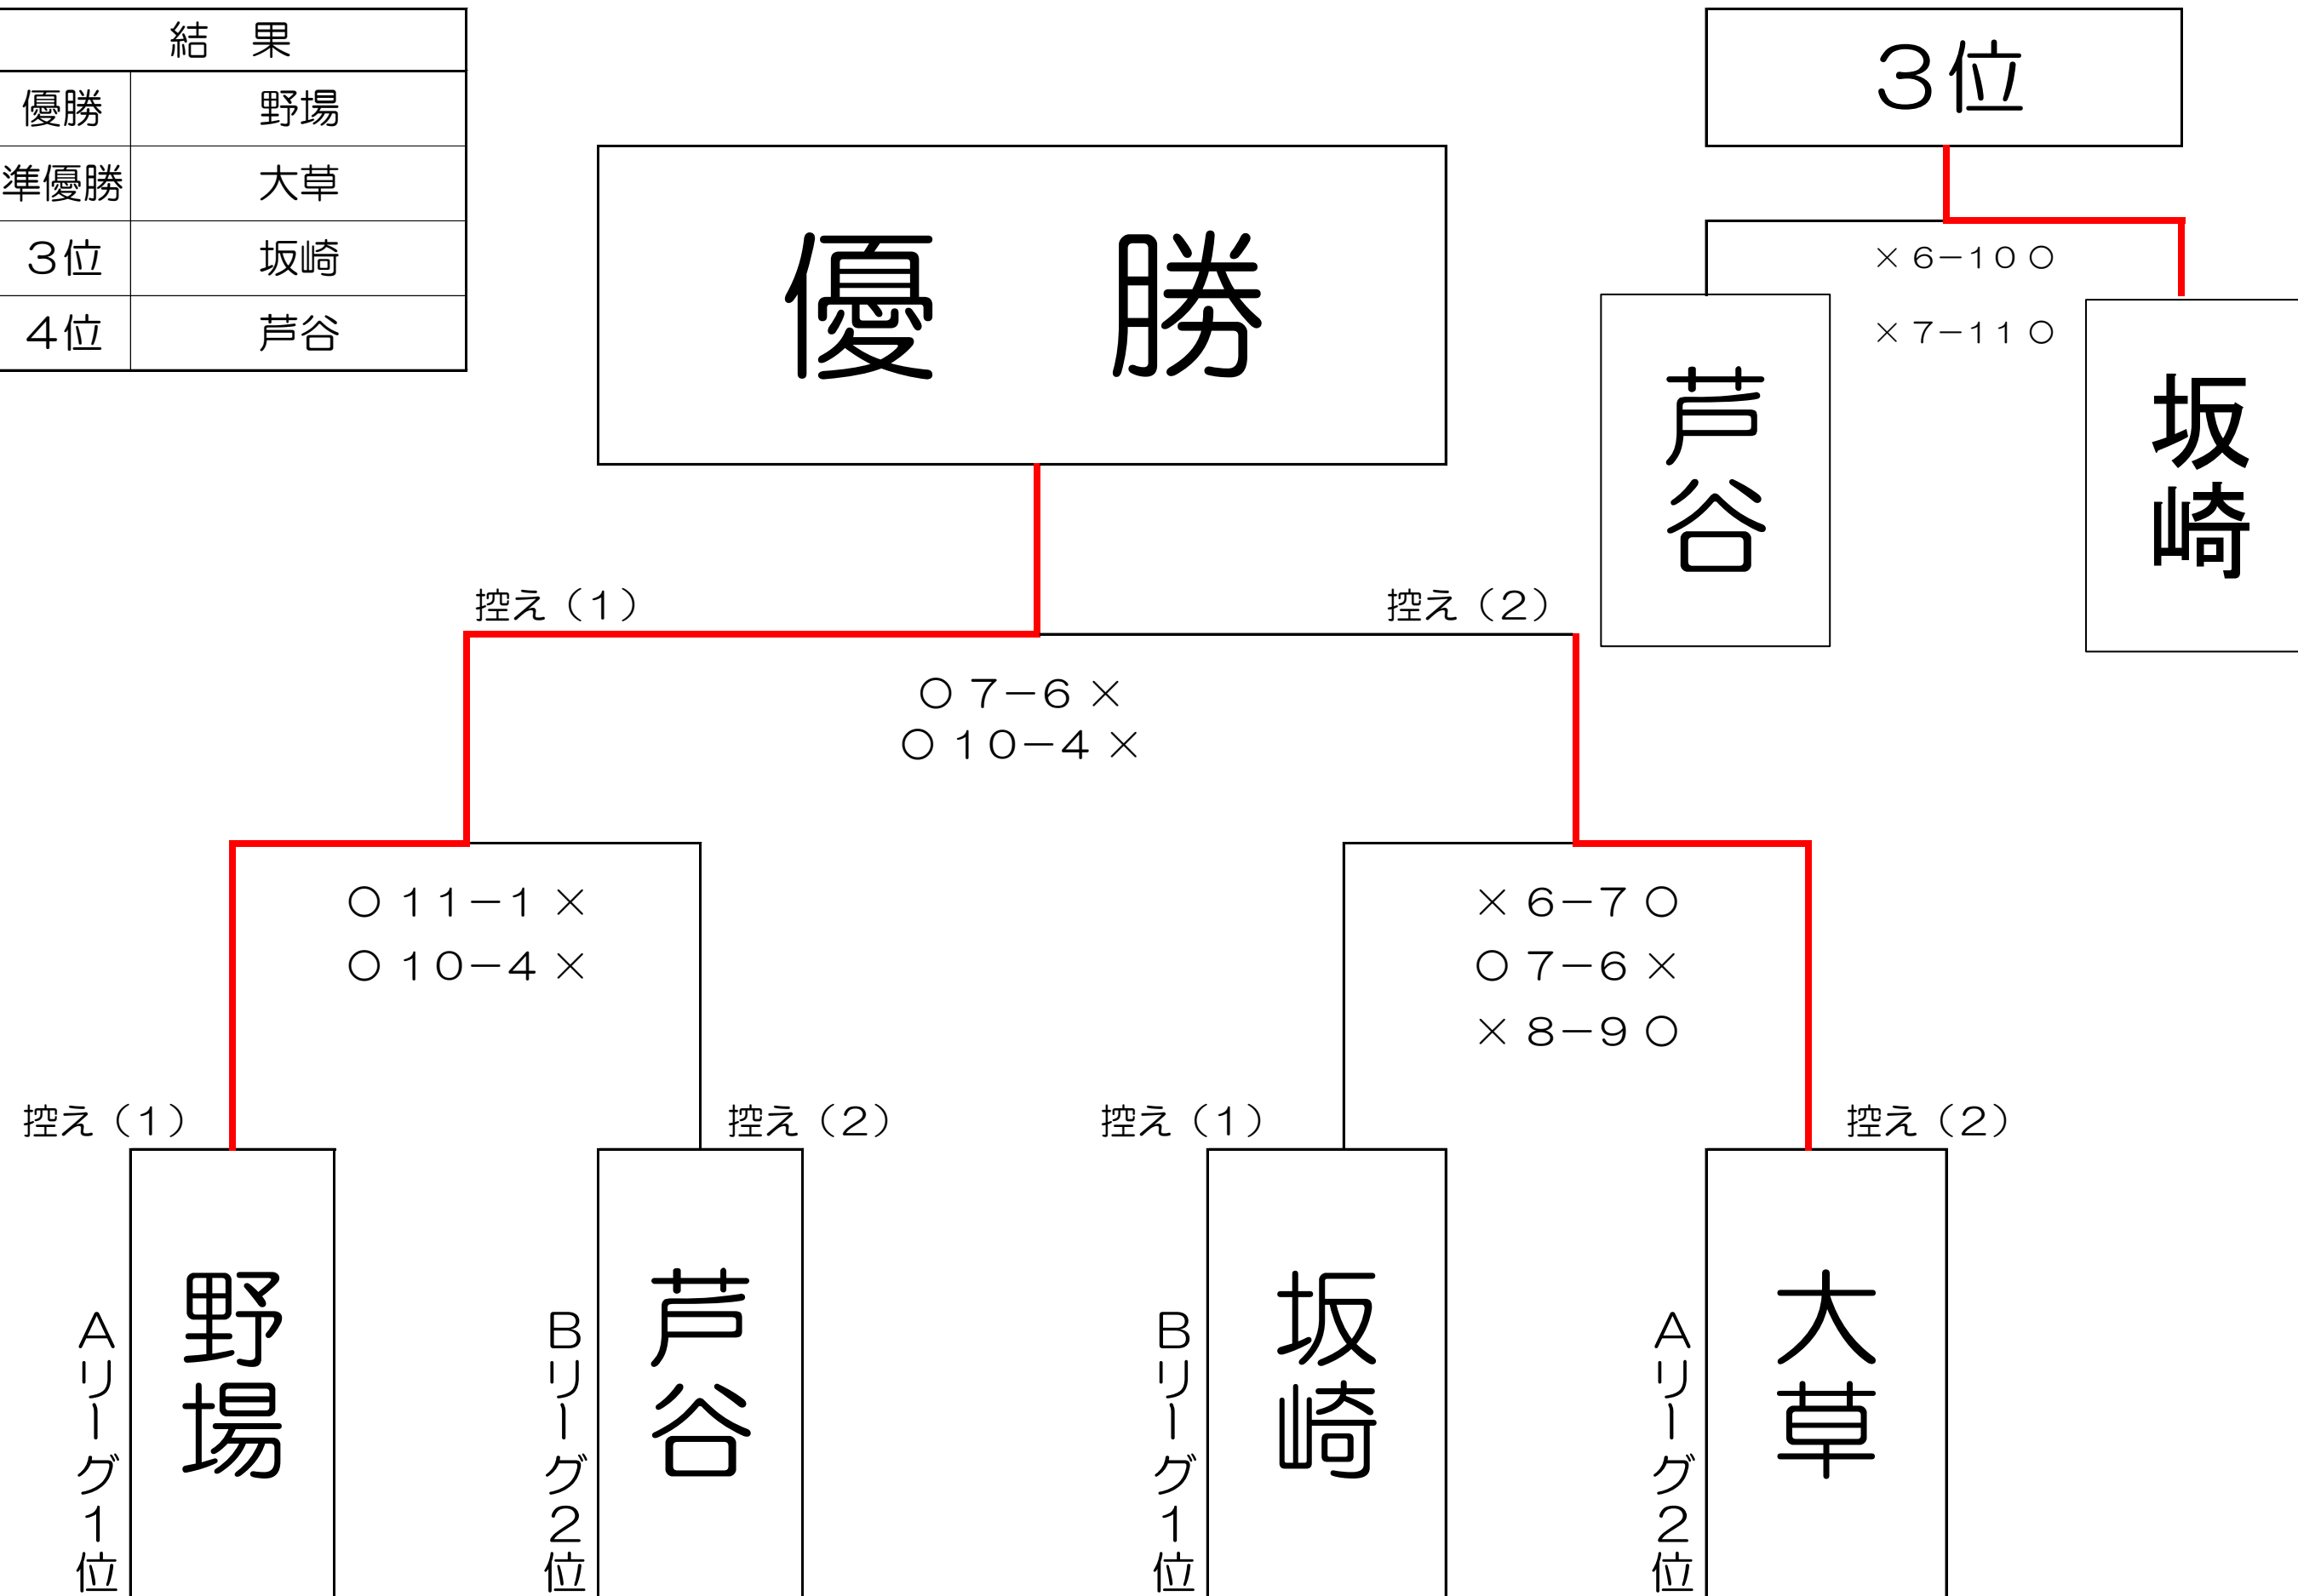 結　果
優勝　野場
準優勝　大草
3位　坂崎
4位　芦谷
3位
×6-10○
×7-11○
芦谷
坂崎
優　勝
控え（1）
控え（2）
○7-6×
○10-4×
○11-1×
○10-4×
×6-7○
○7-6×
×8-9○
控え（1）
控え（2）
控え（1）
控え（2）
Aリーグ1位
野場
Bリーグ2位
芦谷
Bリーグ1位
坂崎
Aリーグ2位
大草